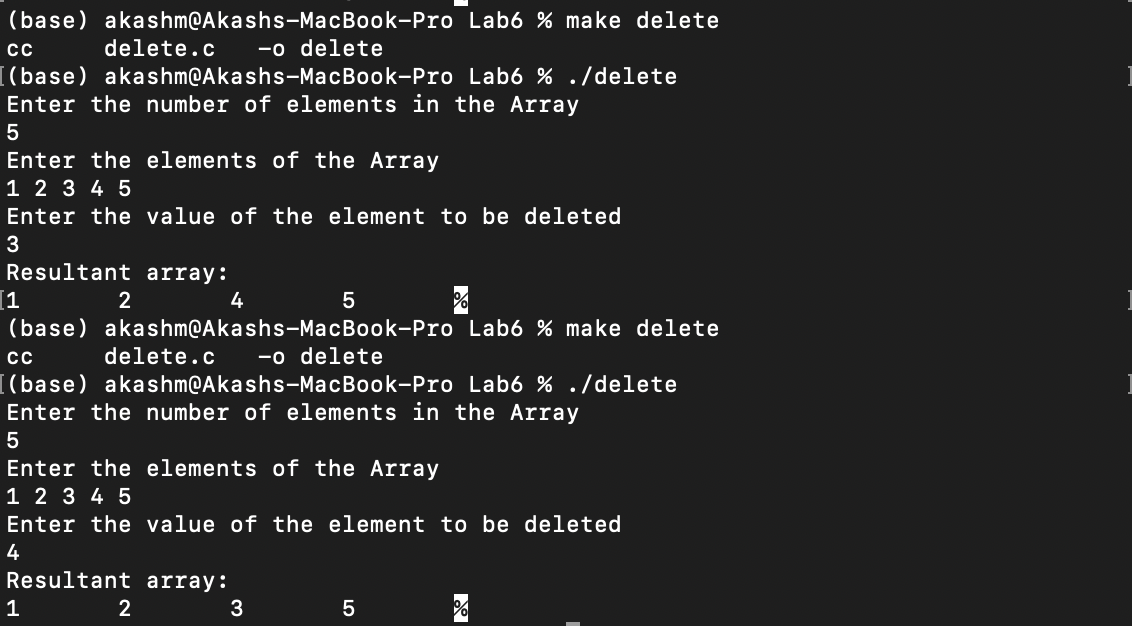 (base) akashm@Akashs-MacBook-Pro Lab6 % make delete
cc     delete.c   -o delete
[(base) akashm@Akashs-MacBook-Pro Lab6 % ./delete ]
Enter the number of elements in the Array
5
Enter the elements of the Array
1 2 3 4 5
Enter the value of the element to be deleted
3
Resultant array:
[1       2       4       5       % ]
(base) akashm@Akashs-MacBook-Pro Lab6 % make delete
cc     delete.c   -o delete
[(base) akashm@Akashs-MacBook-Pro Lab6 % ./delete ]
Enter the number of elements in the Array
5
Enter the elements of the Array
1 2 3 4 5
Enter the value of the element to be deleted
4
Resultant array:
1       2       3       5       %